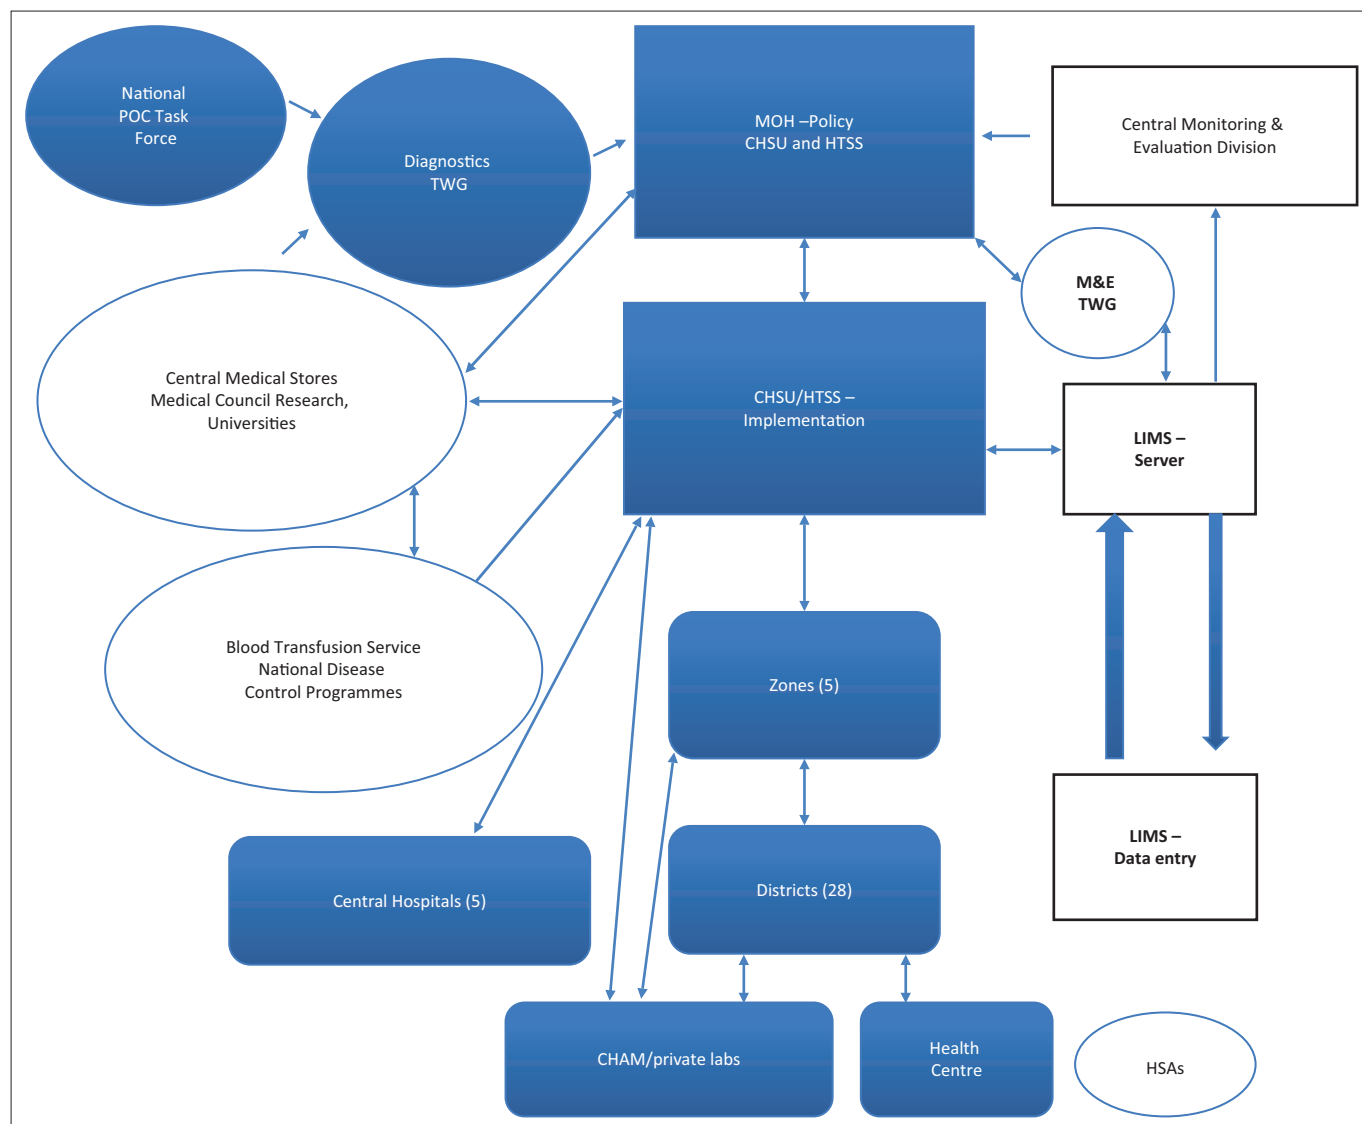 National
POC Task
Force
Diagnostics
TWG
MOH –Policy
CHSU and HTSS
Central Monitoring &
Evaluation Division
M&E
TWG
Central Medical Stores
Medical Council Research,
Universities
CHSU/HTSS –
Implementation
LIMS –
Server
Blood Transfusion Service
National Disease
Control Programmes
Zones (5)
LIMS –
Data entry
Central Hospitals (5)
Districts (28)
CHAM/private labs
Health
Centre
HSAs